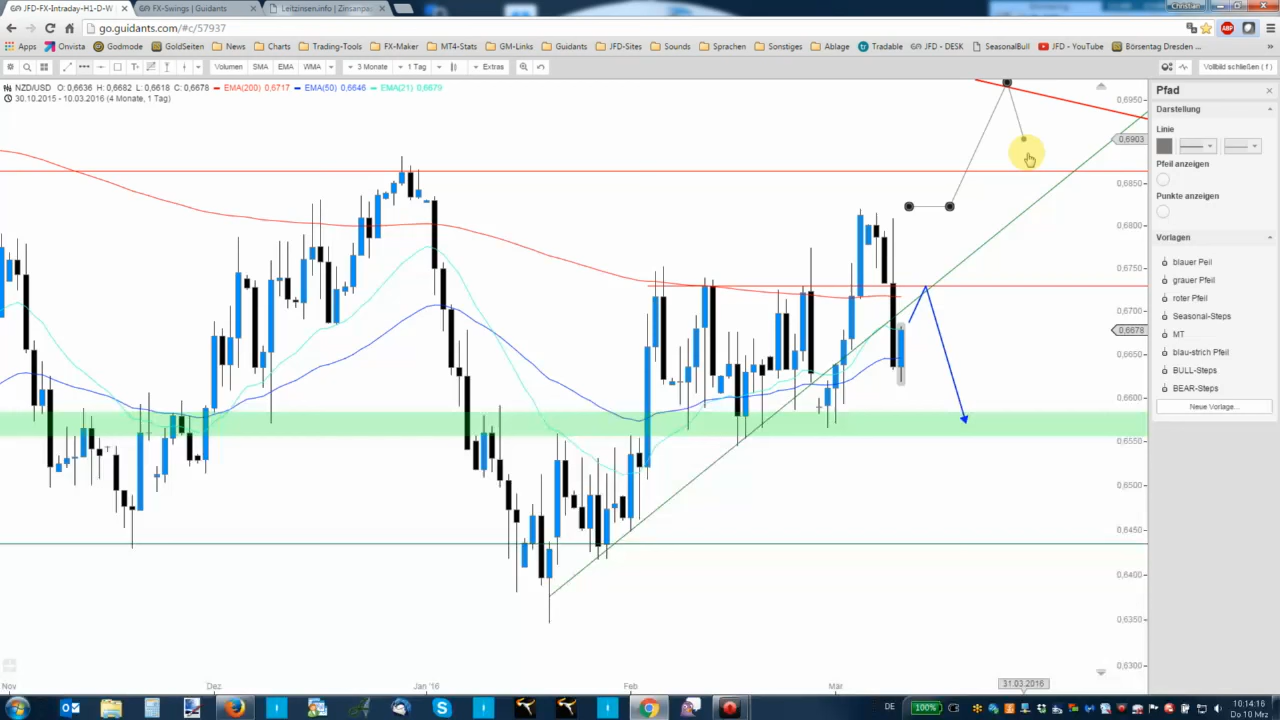 JFD-FX-Intraday-H1-D-W
FX-Swings | Guidants
Leitzinsen.info | Zinsanpas
Christian
go.guidants.com/#c/57937
Apps Onvista Godmode GoldSeiten News Charts Trading-Tools FX-Maker MT4-Stats GM-Links Guidants JFD-Sites Sounds Sprachen Sonstiges Ablage Tradable JFD - DESK SeasonalBull JFD - YouTube Börsentag Dresden ...
Volumen SMA EMA WMA 3 Monate 1 Tag Extras Vollbild schließen ( f )
NZD/USD O: 0,6636 H: 0,6682 L: 0,6618 C: 0,6678 EMA(200) 0,6717 EMA(50) 0,6646 EMA(21) 0,6679
30.10.2015 - 10.03.2016 (4 Monate, 1 Tag)
0,6950
0,6903
0,6850
0,6800
0,6750
0,6700
0,6678
0,6650
0,6600
0,6550
0,6500
0,6450
0,6400
0,6350
0,6300
Nov Dez Jan '16 Feb Mär 31.03.2016
Pfad
Darstellung
Linie
Pfeil anzeigen
Punkte anzeigen
Vorlagen
blauer Peil
grauer Pfeil
roter Pfeil
Seasonal-Steps
MT
blau-strich Pfeil
BULL-Steps
BEAR-Steps
Neue Vorlage...
DE
100%
10:14:16
Do 10 Mrz